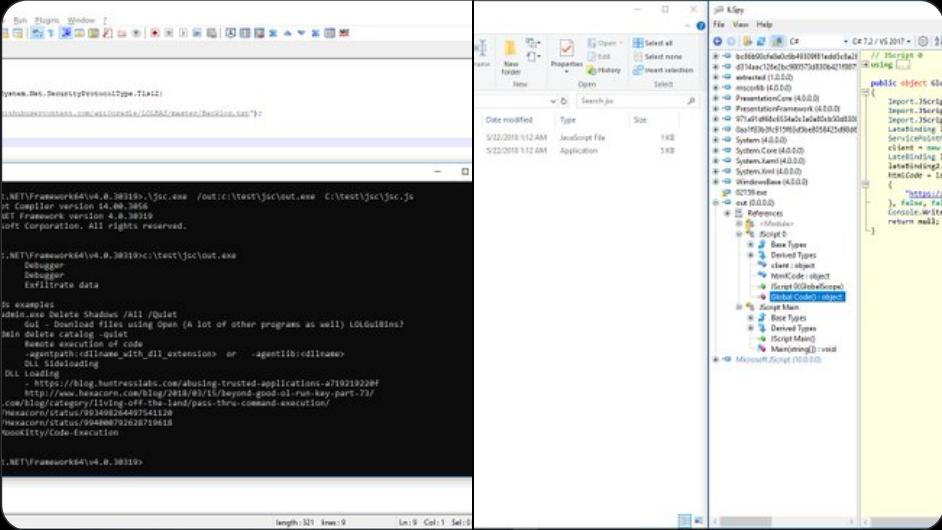 Run Plugins Window ?
ystem.Net.SecurityProtocolType.Tls12;
ithubusercontent.com/api0cradle/LOLBAS/master/Backlog.txt");
t.NET\Framework64\v4.0.30319>.\jsc.exe /out:c:\test\jsc\out.exe C:\test\jsc\jsc.js
pt Compiler version 14.00.3056
NET Framework version 4.0.30319
soft Corporation. All rights reserved.
t.NET\Framework64\v4.0.30319>c:\test\jsc\out.exe
Debugger
Debugger
Exfiltrate data
ds examples
admin.exe Delete Shadows /All /Quiet
Gui - Download files using Open (A lot of other programs as well) LOLGuiBins?
dmin delete catalog -quiet
Remote execution of code
-agentpath:<dllname_with_dll_extension> or -agentlib:<dllname>
DLL Sideloading
DLL Loading
- https://blog.huntresslabs.com/abusing-trusted-applications-a719219220f
http://www.hexacorn.com/blog/2018/03/15/beyond-good-ol-run-key-part-73/
.com/blog/category/living-off-the-land/pass-thru-command-execution/
/Hexacorn/status/993498264497541120
/Hexacorn/status/994000792628719618
MoooKitty/Code-Execution
t.NET\Framework64\v4.0.30319>
length : 321 lines : 9 Ln : 9 Col : 1 Sel : 0
New folder
Properties
Open
Edit
History
Select all
Select none
Invert selection
New Open Select
Search jsc
Date modified Type Size
5/22/2018 1:12 AM JavaScript File 1 KB
5/22/2018 1:12 AM Application 5 KB
ILSpy
File View Help
C# C# 7.2 / VS 2017
extracted (1.0.0.0)
mscorlib (4.0.0.0)
PresentationCore (4.0.0.0)
PresentationFramework (4.0.0.0)
System (4.0.0.0)
System.Core (4.0.0.0)
System.Xaml (4.0.0.0)
System.Xml (4.0.0.0)
WindowsBase (4.0.0.0)
02159.exe
out (0.0.0.0)
References
<Module>
JScript 0
Base Types
Derived Types
client : object
htmlCode : object
JScript 0(GlobalScope)
Global Code() : object
JScript Main
Base Types
Derived Types
JScript Main()
Main(string[]) : void
Microsoft.JScript (10.0.0.0)
// JScript 0
using ...
public object Glo
{
Import.JScrip
Import.JScrip
Import.JScrip
LateBinding
ServicePoint
client = new
LateBinding
lateBinding2.
htmlCode = la
{
"https:/
}, false, fal
Console.Write
return null;
}